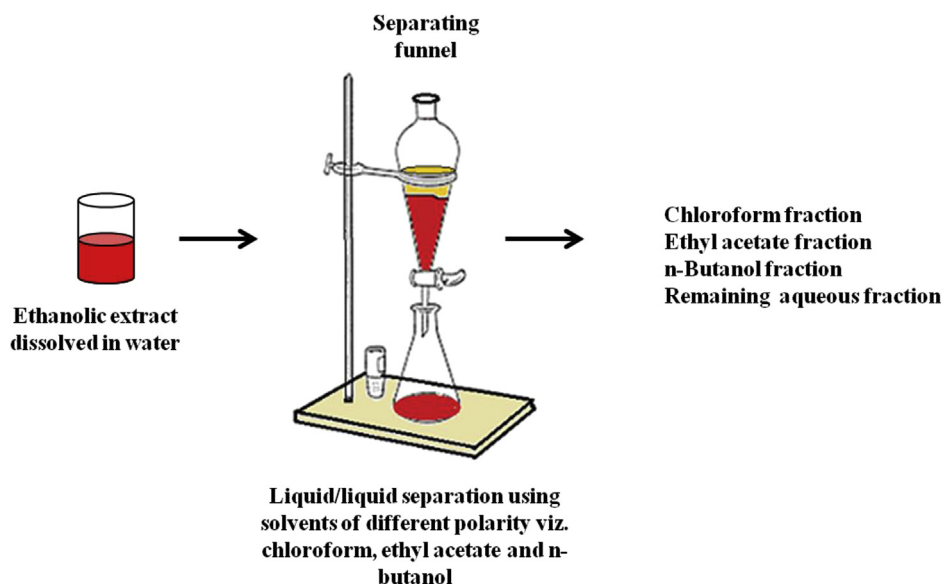 Separating
funnel
Ethanolic extract
dissolved in water
Chloroform fraction
Ethyl acetate fraction
n-Butanol fraction
Remaining aqueous fraction
Liquid/liquid separation using
solvents of different polarity viz.
chloroform, ethyl acetate and n-
butanol